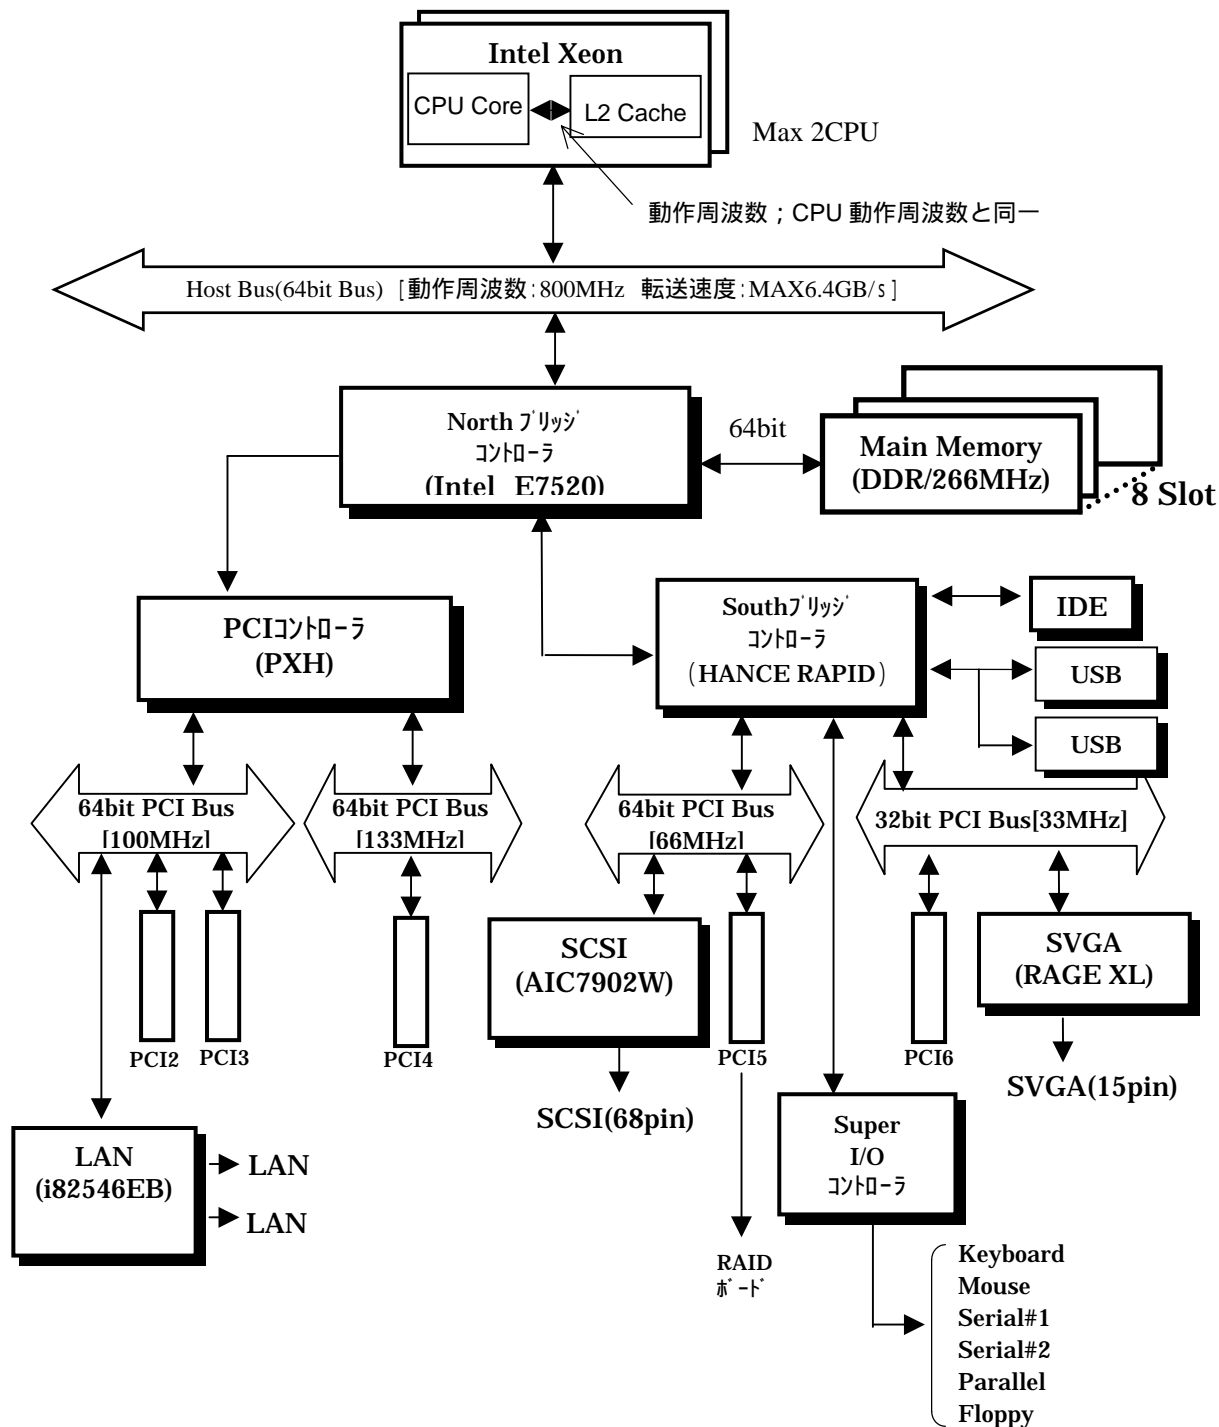 Intel Xeon
CPU Core
L2 Cache
Max 2CPU
動作周波数；CPU 動作周波数と同一
Host Bus(64bit Bus) [動作周波数:800MHz 転送速度:MAX6.4GB/s]
North ﾌﾞﾘｯｼﾞ
ｺﾝﾄﾛｰﾗ
(Intel E7520)
64bit
Main Memory
(DDR/266MHz)
8 Slot
PCIｺﾝﾄﾛｰﾗ
(PXH)
Southﾌﾞﾘｯｼﾞ
ｺﾝﾄﾛｰﾗ
(HANCE RAPID)
IDE
USB
USB
64bit PCI Bus
[100MHz]
64bit PCI Bus
[133MHz]
64bit PCI Bus
[66MHz]
32bit PCI Bus[33MHz]
PCI2
PCI3
PCI4
SCSI
(AIC7902W)
PCI5
PCI6
SVGA
(RAGE XL)
SCSI(68pin)
SVGA(15pin)
LAN
(i82546EB)
LAN
LAN
Super
I/O
ｺﾝﾄﾛｰﾗ
RAID
ﾎﾞｰﾄﾞ
Keyboard
Mouse
Serial#1
Serial#2
Parallel
Floppy